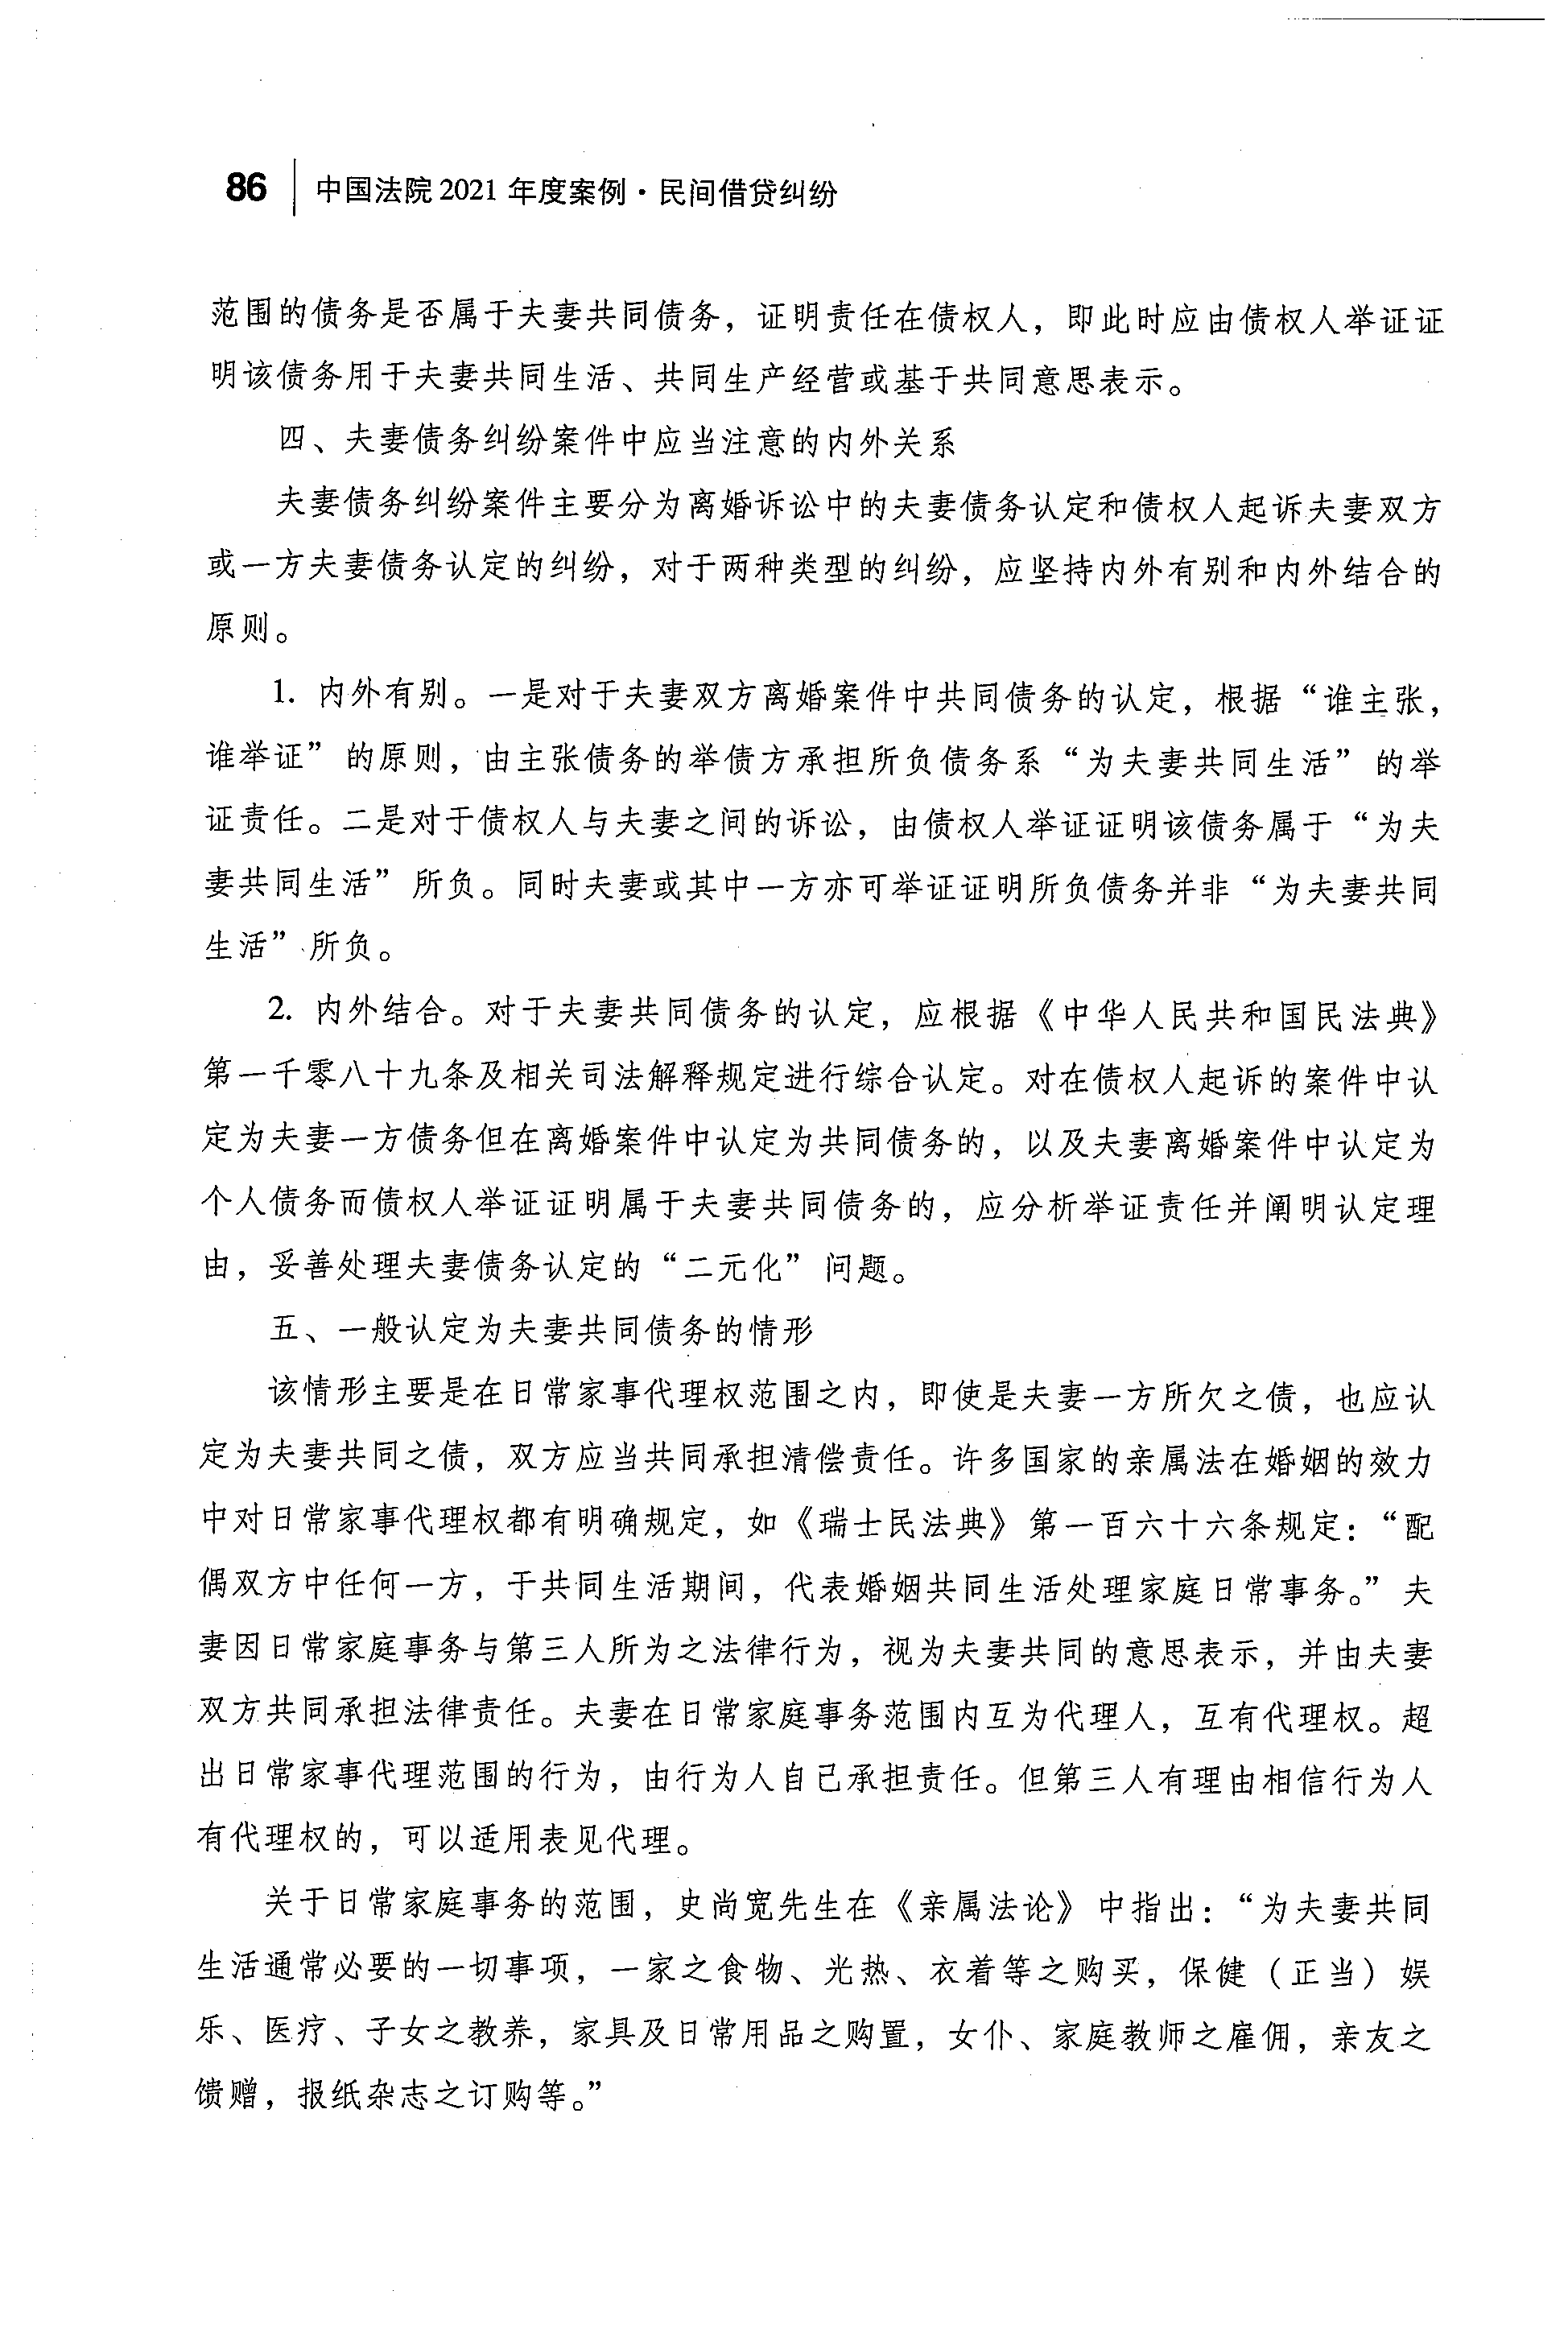 86 中国法院 2021 年度案例·民间借贷纠纷
范围的债务是否属于夫妻共同债务，证明责任在债权人，即此时应由债权人举证证
明该债务用于夫妻共同生活、共同生产经营或基于共同意思表示。
四、夫妻债务纠纷案件中应当注意的内外关系
夫妻债务纠纷案件主要分为离婚诉讼中的夫妻债务认定和债权人起诉夫妻双方
或一方夫妻债务认定的纠纷，对于两种类型的纠纷，应坚持内外有别和内外结合的
原则。
1. 内外有别。一是对于夫妻双方离婚案件中共同债务的认定，根据“谁主张，
谁举证”的原则，由主张债务的举债方承担所负债务系“为夫妻共同生活”的举
证责任。二是对于债权人与夫妻之间的诉讼，由债权人举证证明该债务属于“为夫
妻共同生活”所负。同时夫妻或其中一方亦可举证证明所负债务并非“为夫妻共同
生活”所负。
2. 内外结合。对于夫妻共同债务的认定，应根据《中华人民共和国民法典》
第一千零八十九条及相关司法解释规定进行综合认定。对在债权人起诉的案件中认
定为夫妻一方债务但在离婚案件中认定为共同债务的，以及夫妻离婚案件中认定为
个人债务而债权人举证证明属于夫妻共同债务的，应分析举证责任并阐明认定理
由，妥善处理夫妻债务认定的“二元化”问题。
五、一般认定为夫妻共同债务的情形
该情形主要是在日常家事代理权范围之内，即使是夫妻一方所欠之债，也应认
定为夫妻共同之债，双方应当共同承担清偿责任。许多国家的亲属法在婚姻的效力
中对日常家事代理权都有明确规定，如《瑞士民法典》第一百六十六条规定：“配
偶双方中任何一方，于共同生活期间，代表婚姻共同生活处理家庭日常事务。”夫
妻因日常家庭事务与第三人所为之法律行为，视为夫妻共同的意思表示，并由夫妻
双方共同承担法律责任。夫妻在日常家庭事务范围内互为代理人，互有代理权。超
出日常家事代理范围的行为，由行为人自己承担责任。但第三人有理由相信行为人
有代理权的，可以适用表见代理。
关于日常家庭事务的范围，史尚宽先生在《亲属法论》中指出：“为夫妻共同
生活通常必要的一切事项，一家之食物、光热、衣着等之购买，保健（正当）娱
乐、医疗、子女之教养，家具及日常用品之购置，女仆、家庭教师之雇佣，亲友之
馈赠，报纸杂志之订购等。”